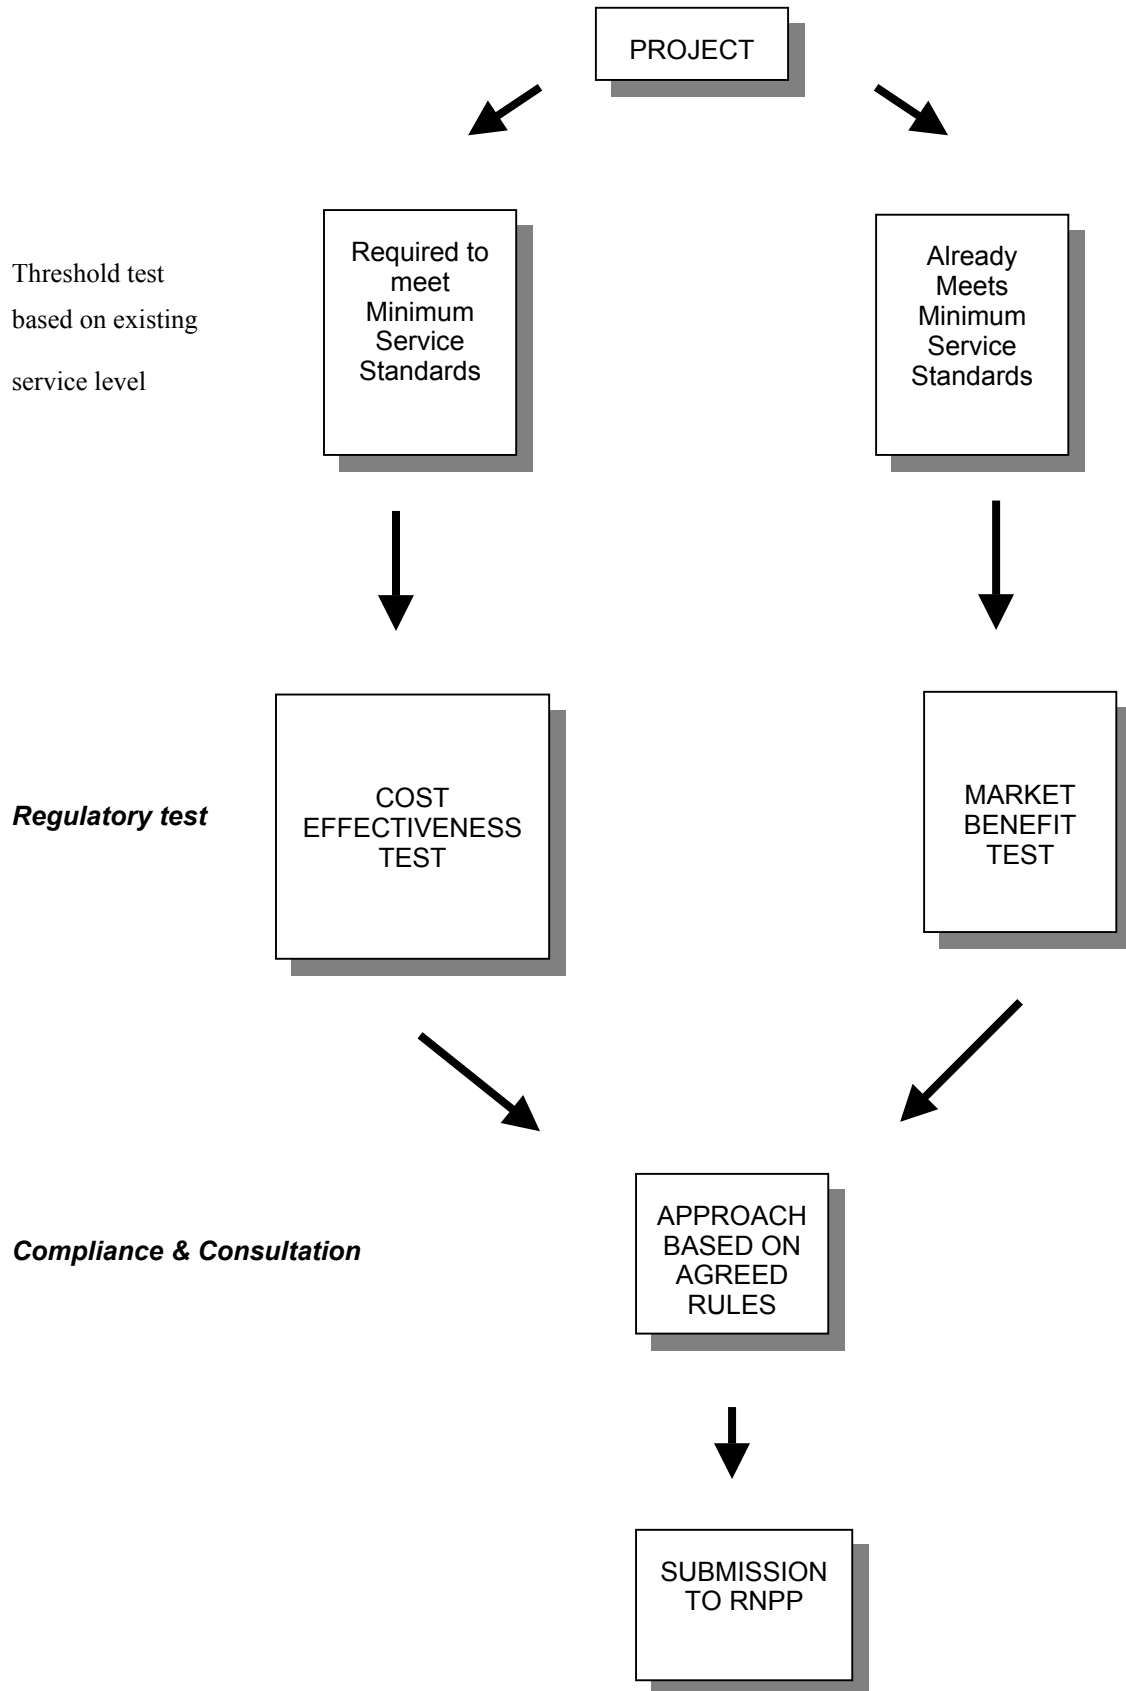 PROJECT
Threshold test
based on existing
service level
Required to
meet
Minimum
Service
Standards
Already
Meets
Minimum
Service
Standards
Regulatory test
COST
EFFECTIVENESS
TEST
MARKET
BENEFIT
TEST
Compliance & Consultation
APPROACH
BASED ON
AGREED
RULES
SUBMISSION
TO RNPP